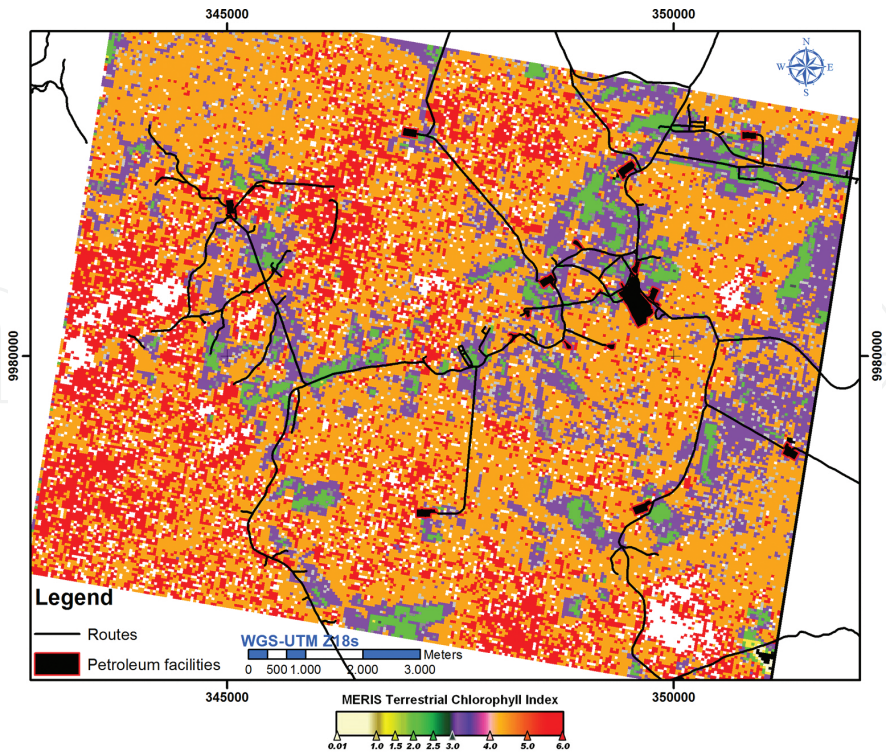 345000 350000
N
W E
S
9980000 9980000
Legend
Routes
Petroleum facilities
WGS-UTM Z18s
Meters
0 500 1.000 2.000 3.000
345000 350000
MERIS Terrestrial Chlorophyll Index
0.01 1.0 1.5 2.0 2.5 3.0 4.0 5.0 6.0